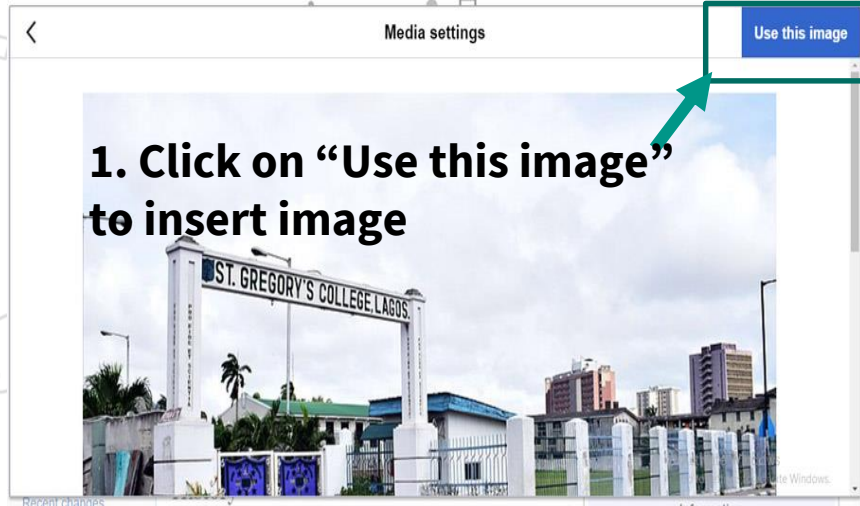 Media settings
Use this image
1. Click on “Use this image”
to insert image
ST. GREGORY'S COLLEGE, LAGOS.
Recent changes